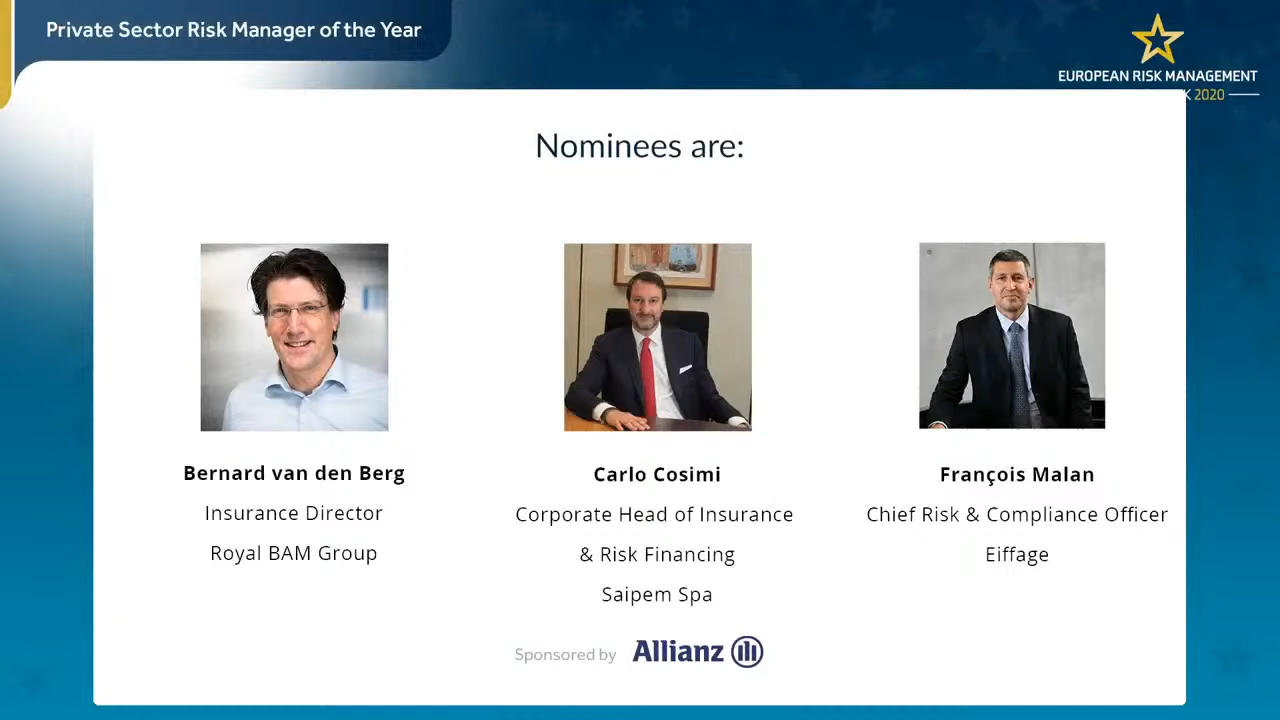 Private Sector Risk Manager of the Year
EUROPEAN RISK MANAGEMENT
2020
Nominees are:
Bernard van den Berg
Insurance Director
Royal BAM Group
Carlo Cosimi
Corporate Head of Insurance
& Risk Financing
Saipem Spa
François Malan
Chief Risk & Compliance Officer
Eiffage
Sponsored by Allianz